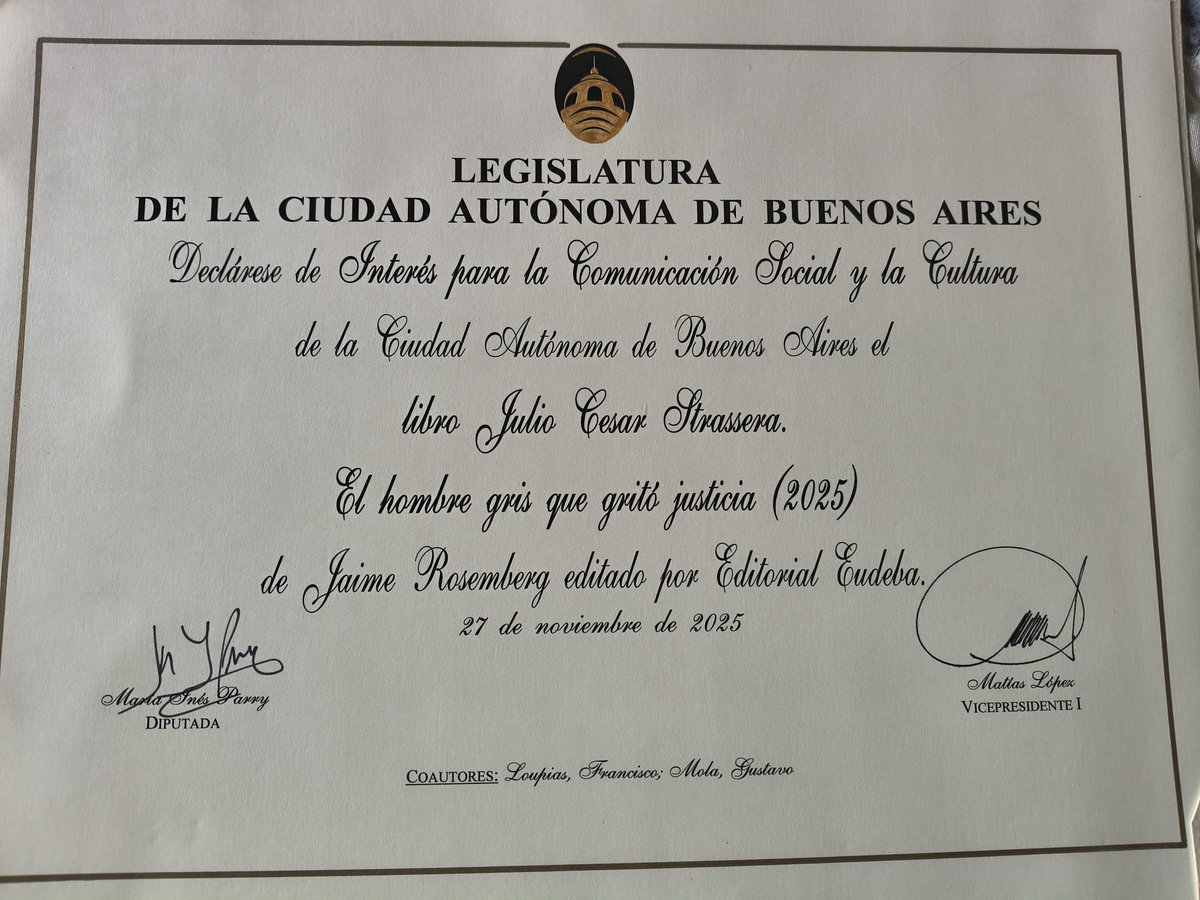 LEGISLATURA
DE LA CIUDAD AUTÓNOMA DE BUENOS AIRES
Declárese de Interés para la Comunicación Social y la Cultura
de la Ciudad Autónoma de Buenos Aires el
libro Julio Cesar Strassera.
El hombre gris que gritó justicia (2025)
de Jaime Rosemberg editado por Editorial Eudeba.
27 de noviembre de 2025
María Inés Parry
DIPUTADA
Matías López
VICEPRESIDENTE I
COAUTORES: Loupias, Francisco; Mola, Gustavo